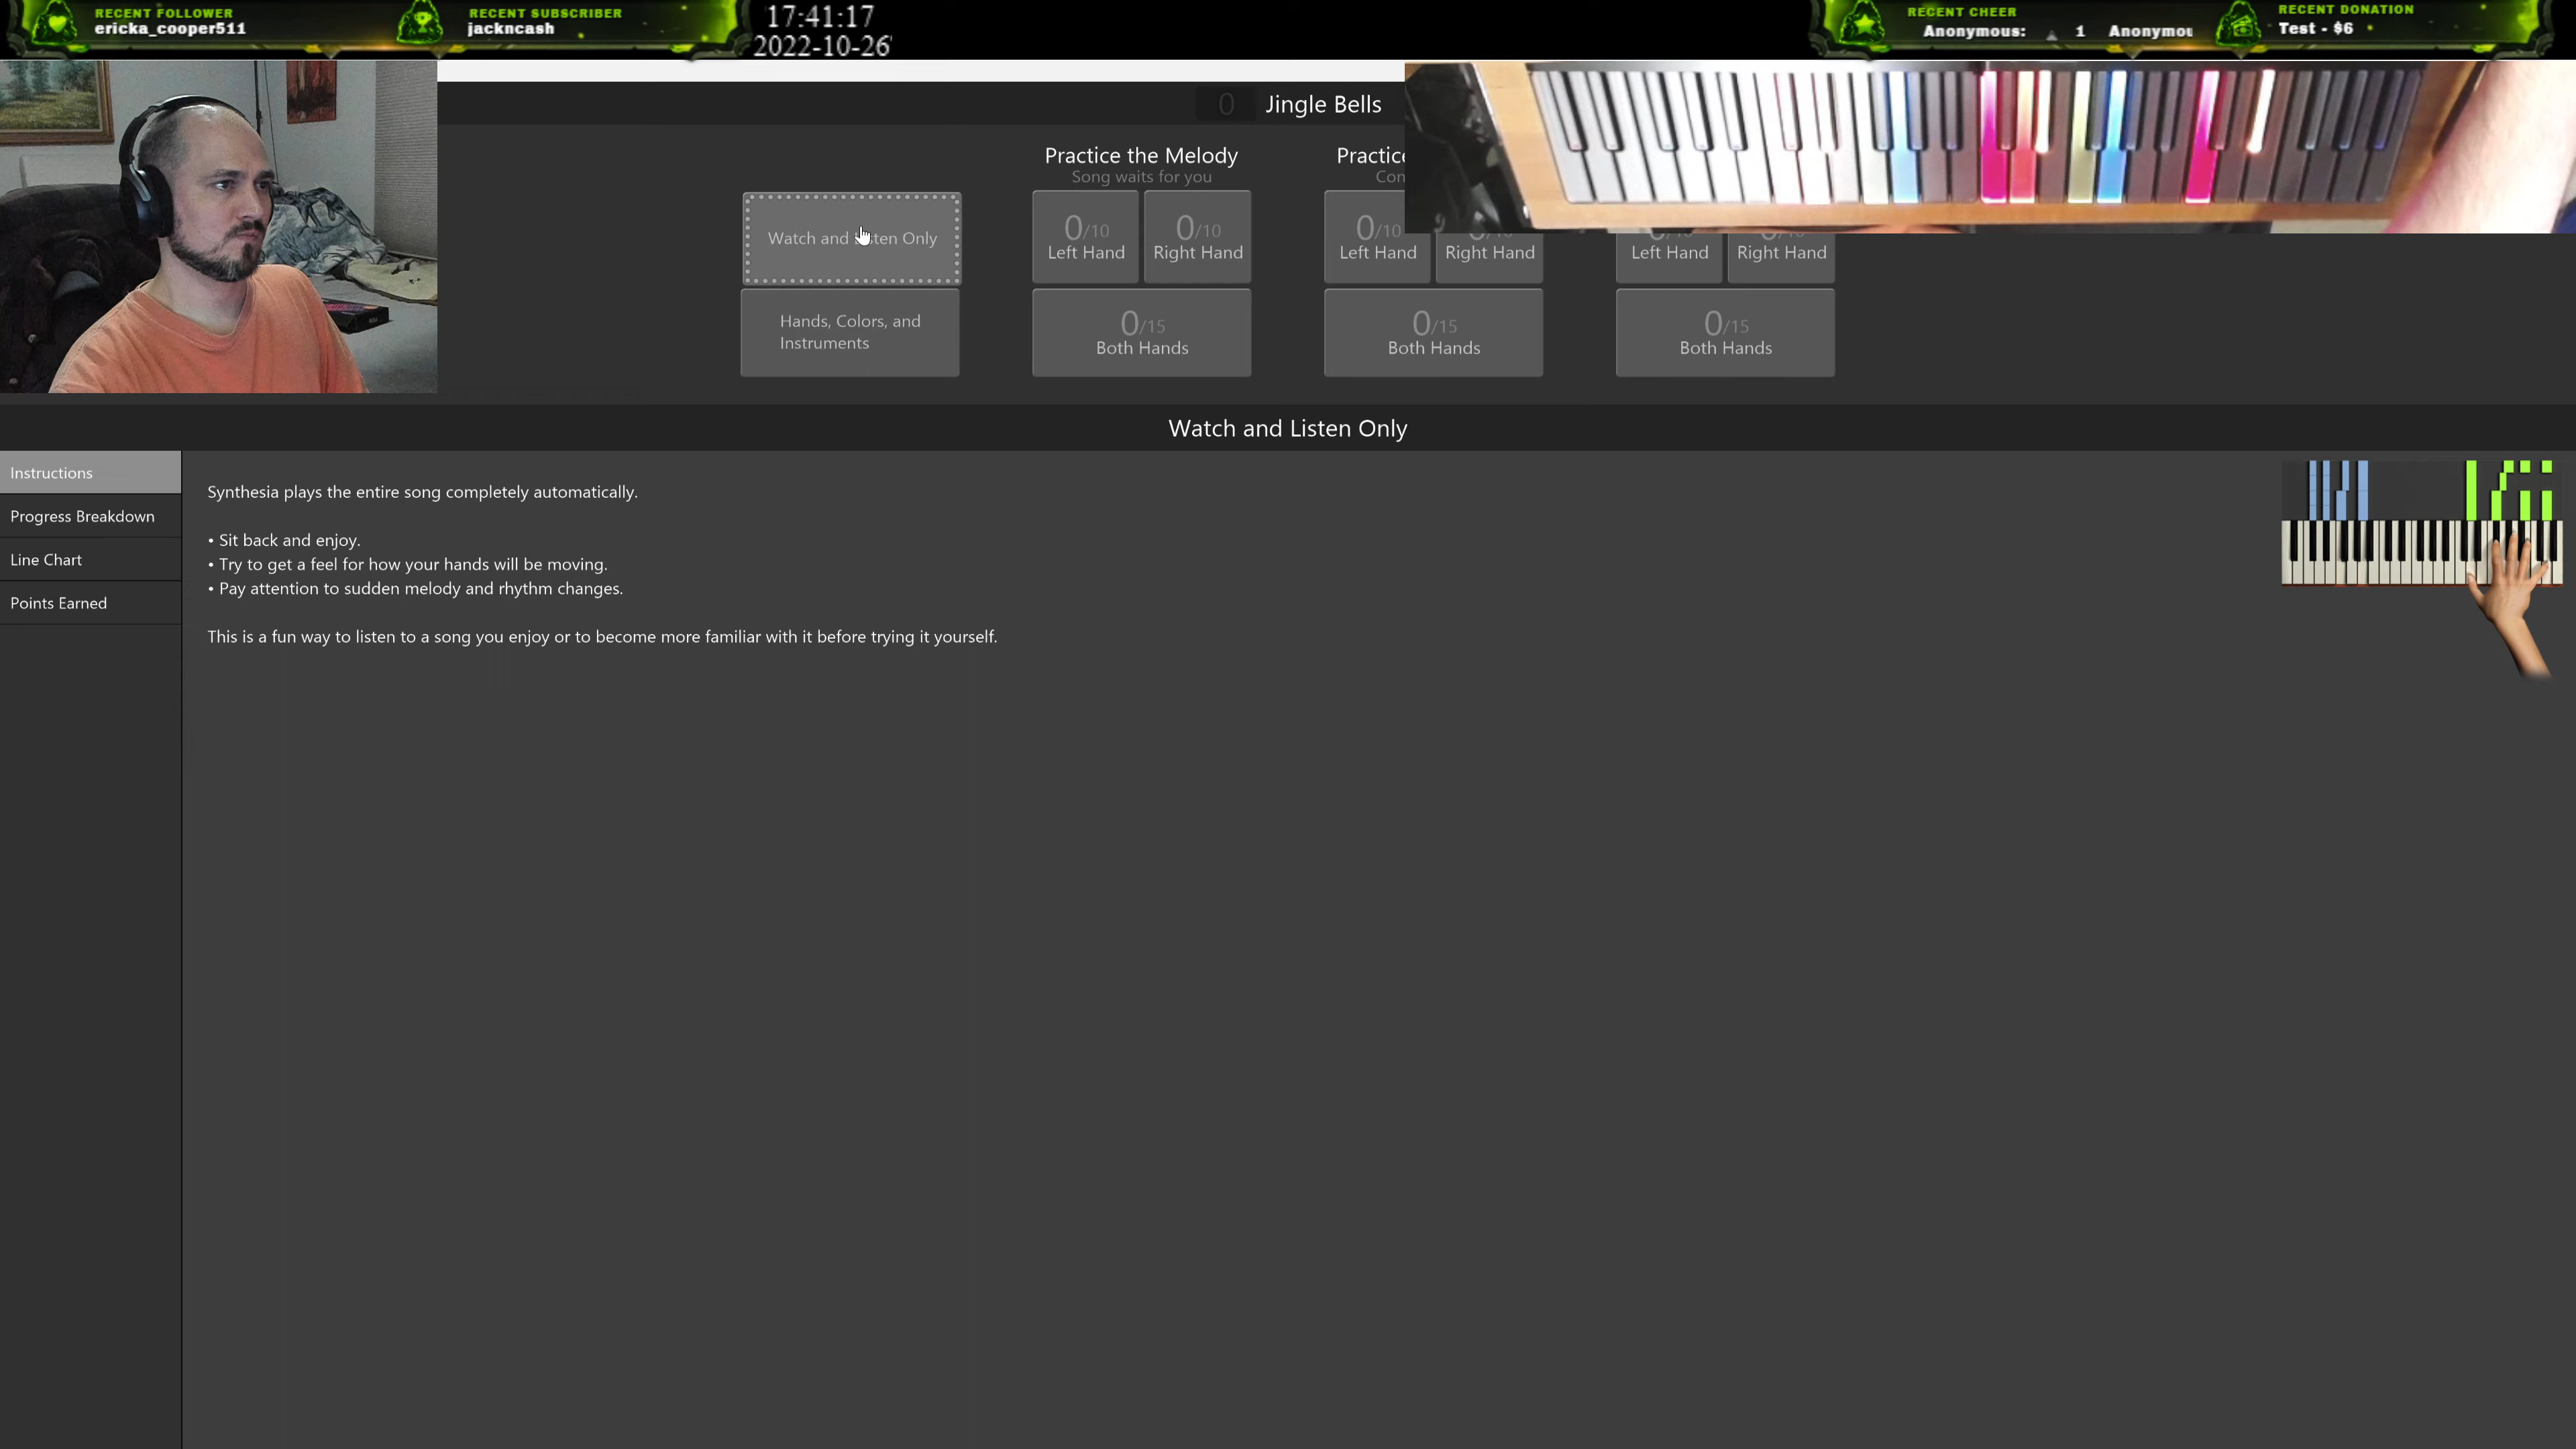 RECENT FOLLOWER
ericka_cooper511
RECENT SUBSCRIBER
jackncash
17:41:17
2022-10-26
RECENT CHEER
Anonymous: 1 Anonymou
RECENT DONATION
Test - $6
0 Jingle Bells
Practice the Melody
Song waits for you
Practice
Con
Watch and Listen Only
0/10
Left Hand
0/10
Right Hand
0/10
Left Hand
Right Hand
Left Hand
Right Hand
Hands, Colors, and
Instruments
0/15
Both Hands
0/15
Both Hands
0/15
Both Hands
Watch and Listen Only
Instructions
Progress Breakdown
Line Chart
Points Earned
Synthesia plays the entire song completely automatically.
• Sit back and enjoy.
• Try to get a feel for how your hands will be moving.
• Pay attention to sudden melody and rhythm changes.
This is a fun way to listen to a song you enjoy or to become more familiar with it before trying it yourself.